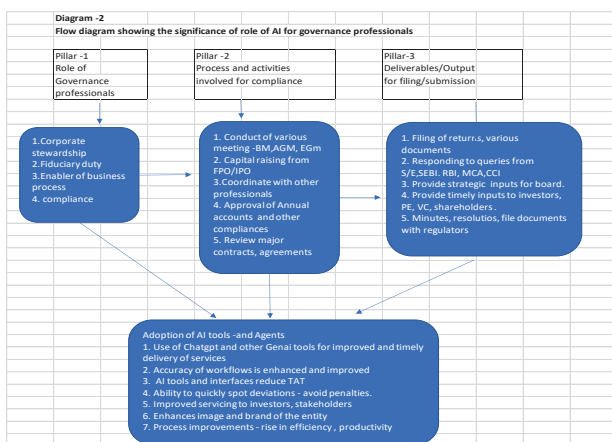 Diagram -2
Flow diagram showing the significance of role of AI for governance professionals
Pillar -1
Role of
Governance
professionals
Pillar -2
Process and activities
involved for compliance
Pillar-3
Deliverables/Output
for filing/submission
1.Corporate
stewardship
2.Fiduciary duty
3.Enabler of business
process
4. compliance
1. Conduct of various
meeting -BM,AGM, EGm
2. Capital raising from
FPO/IPO
3.Coordinate with other
professionals
4. Approval of Annual
accounts and other
compliances
5. Review major
contracts, agreements
1. Filing of returns, various
documents
2. Responding to queries from
S/E,SEBI. RBI, MCA,CCI
3. Provide strategic inputs for board.
4. Provide timely inputs to investors,
PE, VC, shareholders .
5. Minutes, resolutios, file documents
with regulators
Adoption of AI tools -and Agents
1. Use of Chatgpt and other Genai tools for improved and timely
delivery of services
2. Accuracy of workflows is enhanced and improved
3. AI tools and interfaces reduce TAT
4. Ability to quickly spot deviations - avoid penalties.
5. Improved servicing to investors, stakeholders
6. Enhances image and brand of the entity
7. Process improvements - rise in efficiency , productivity